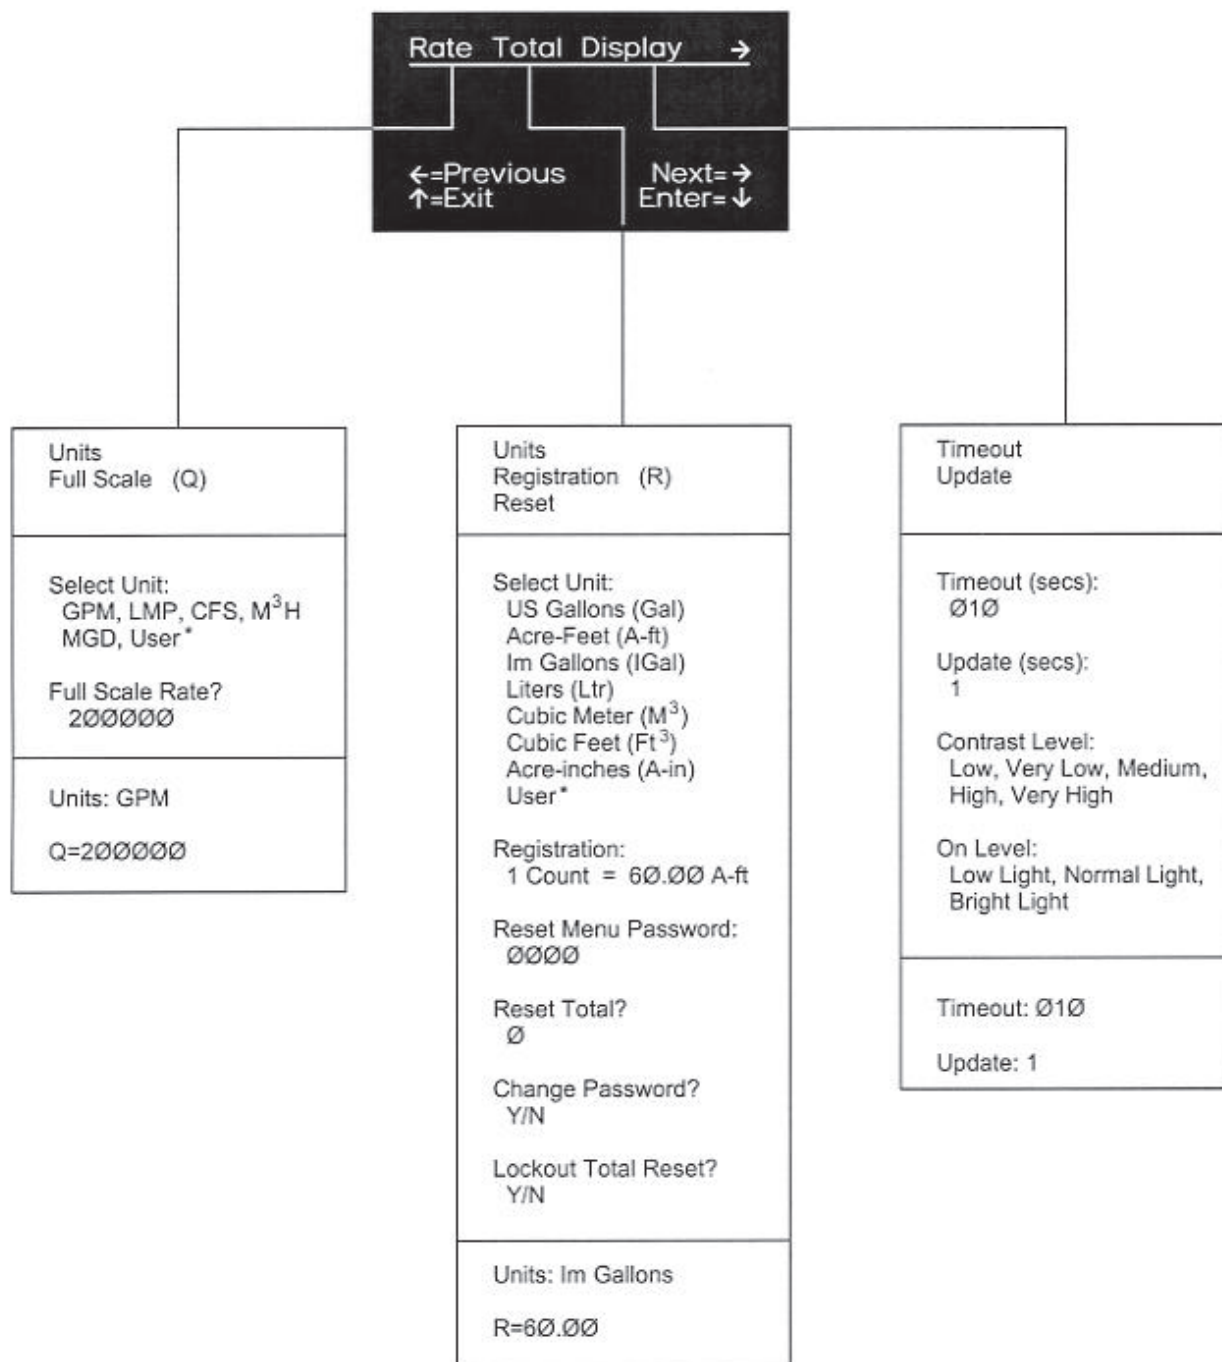 Rate Total Display →
←=Previous Next=→
↑=Exit Enter=↓
Units
Full Scale (Q)
Select Unit:
GPM, LMP, CFS, M³H
MGD, User*
Full Scale Rate?
2ØØØØØ
Units: GPM
Q=2ØØØØØ
Units
Registration (R)
Reset
Select Unit:
US Gallons (Gal)
Acre-Feet (A-ft)
Im Gallons (IGal)
Liters (Ltr)
Cubic Meter (M³)
Cubic Feet (Ft³)
Acre-inches (A-in)
User*
Registration:
1 Count = 6Ø.ØØ A-ft
Reset Menu Password:
ØØØØ
Reset Total?
Ø
Change Password?
Y/N
Lockout Total Reset?
Y/N
Units: Im Gallons
R=6Ø.ØØ
Timeout
Update
Timeout (secs):
Ø1Ø
Update (secs):
1
Contrast Level:
Low, Very Low, Medium,
High, Very High
On Level:
Low Light, Normal Light,
Bright Light
Timeout: Ø1Ø
Update: 1